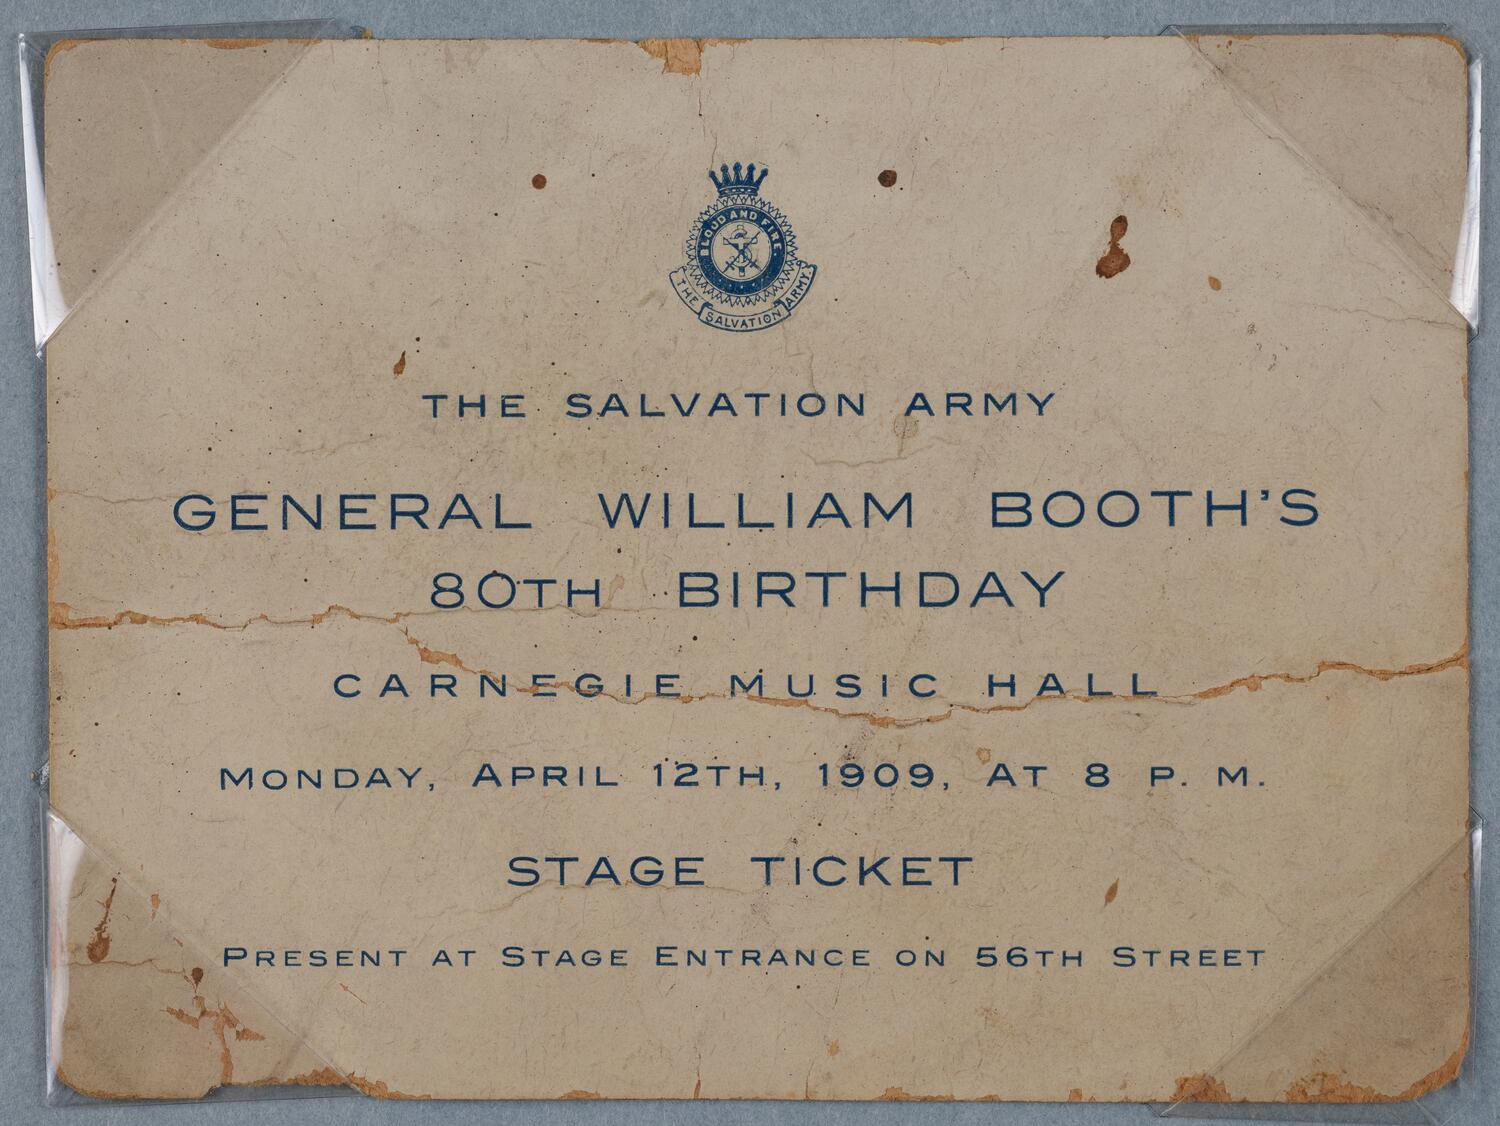 BLOOD AND FIRE
THE SALVATION ARMY
THE SALVATION ARMY
GENERAL WILLIAM BOOTH'S
80TH BIRTHDAY
CARNEGIE MUSIC HALL
MONDAY, APRIL 12TH, 1909, AT 8 P. M.
STAGE TICKET
PRESENT AT STAGE ENTRANCE ON 56TH STREET